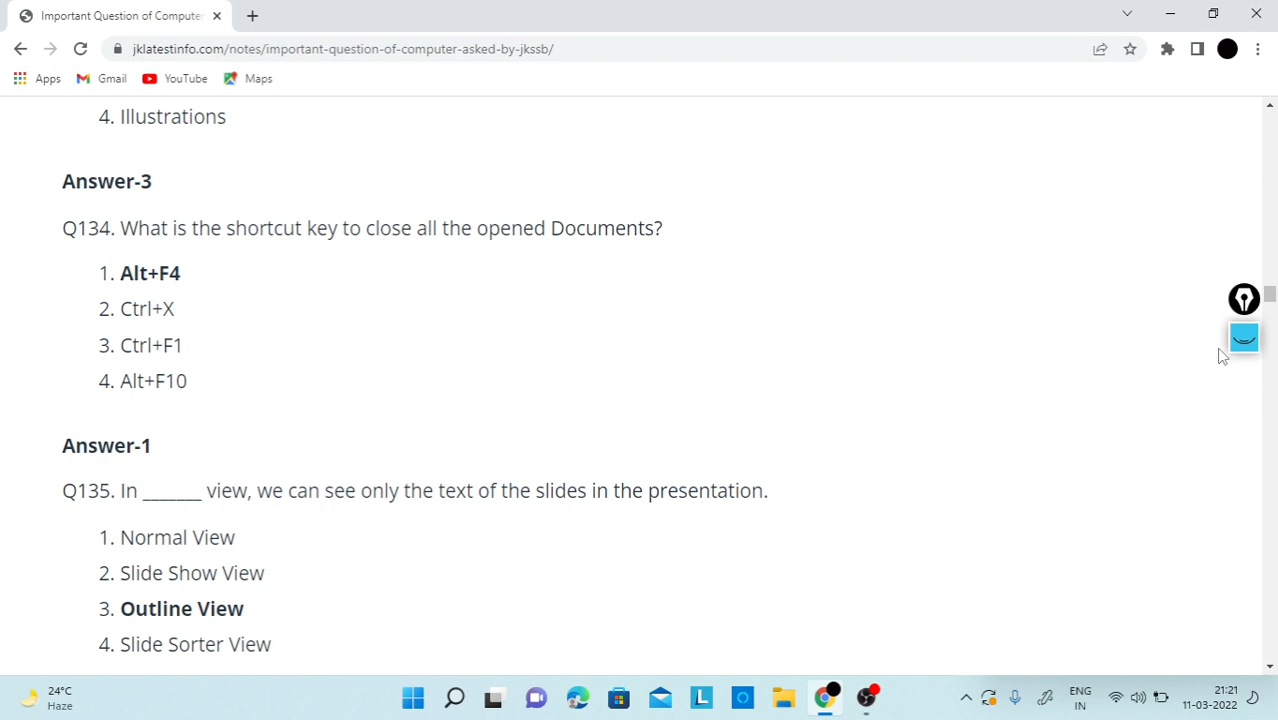 Important Question of Computer
jklatestinfo.com/notes/important-question-of-computer-asked-by-jkssb/
Apps Gmail YouTube Maps
4. Illustrations
Answer-3
Q134. What is the shortcut key to close all the opened Documents?
1. Alt+F4
2. Ctrl+X
3. Ctrl+F1
4. Alt+F10
Answer-1
Q135. In _______ view, we can see only the text of the slides in the presentation.
1. Normal View
2. Slide Show View
3. Outline View
4. Slide Sorter View
24°C
Haze
L
ENG
IN
21:21
11-03-2022